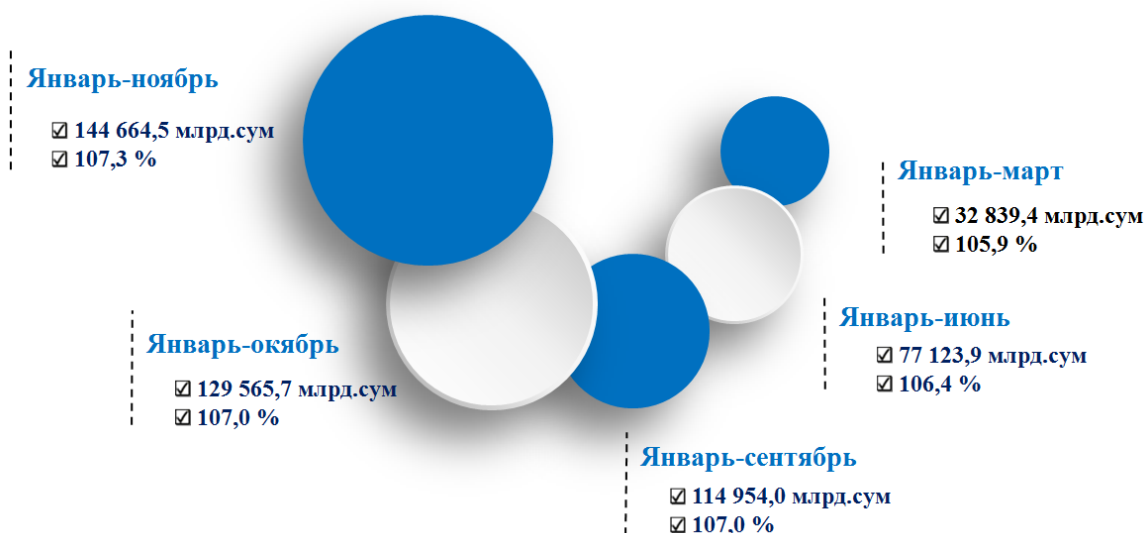 Январь-ноябрь
☑ 144 664,5 млрд.сум
☑ 107,3 %
Январь-март
☑ 32 839,4 млрд.сум
☑ 105,9 %
Январь-окябрь
☑ 129 565,7 млрд.сум
☑ 107,0 %
Январь-июнь
☑ 77 123,9 млрд.сум
☑ 106,4 %
Январь-сентябрь
☑ 114 954,0 млрд.сум
☑ 107,0 %